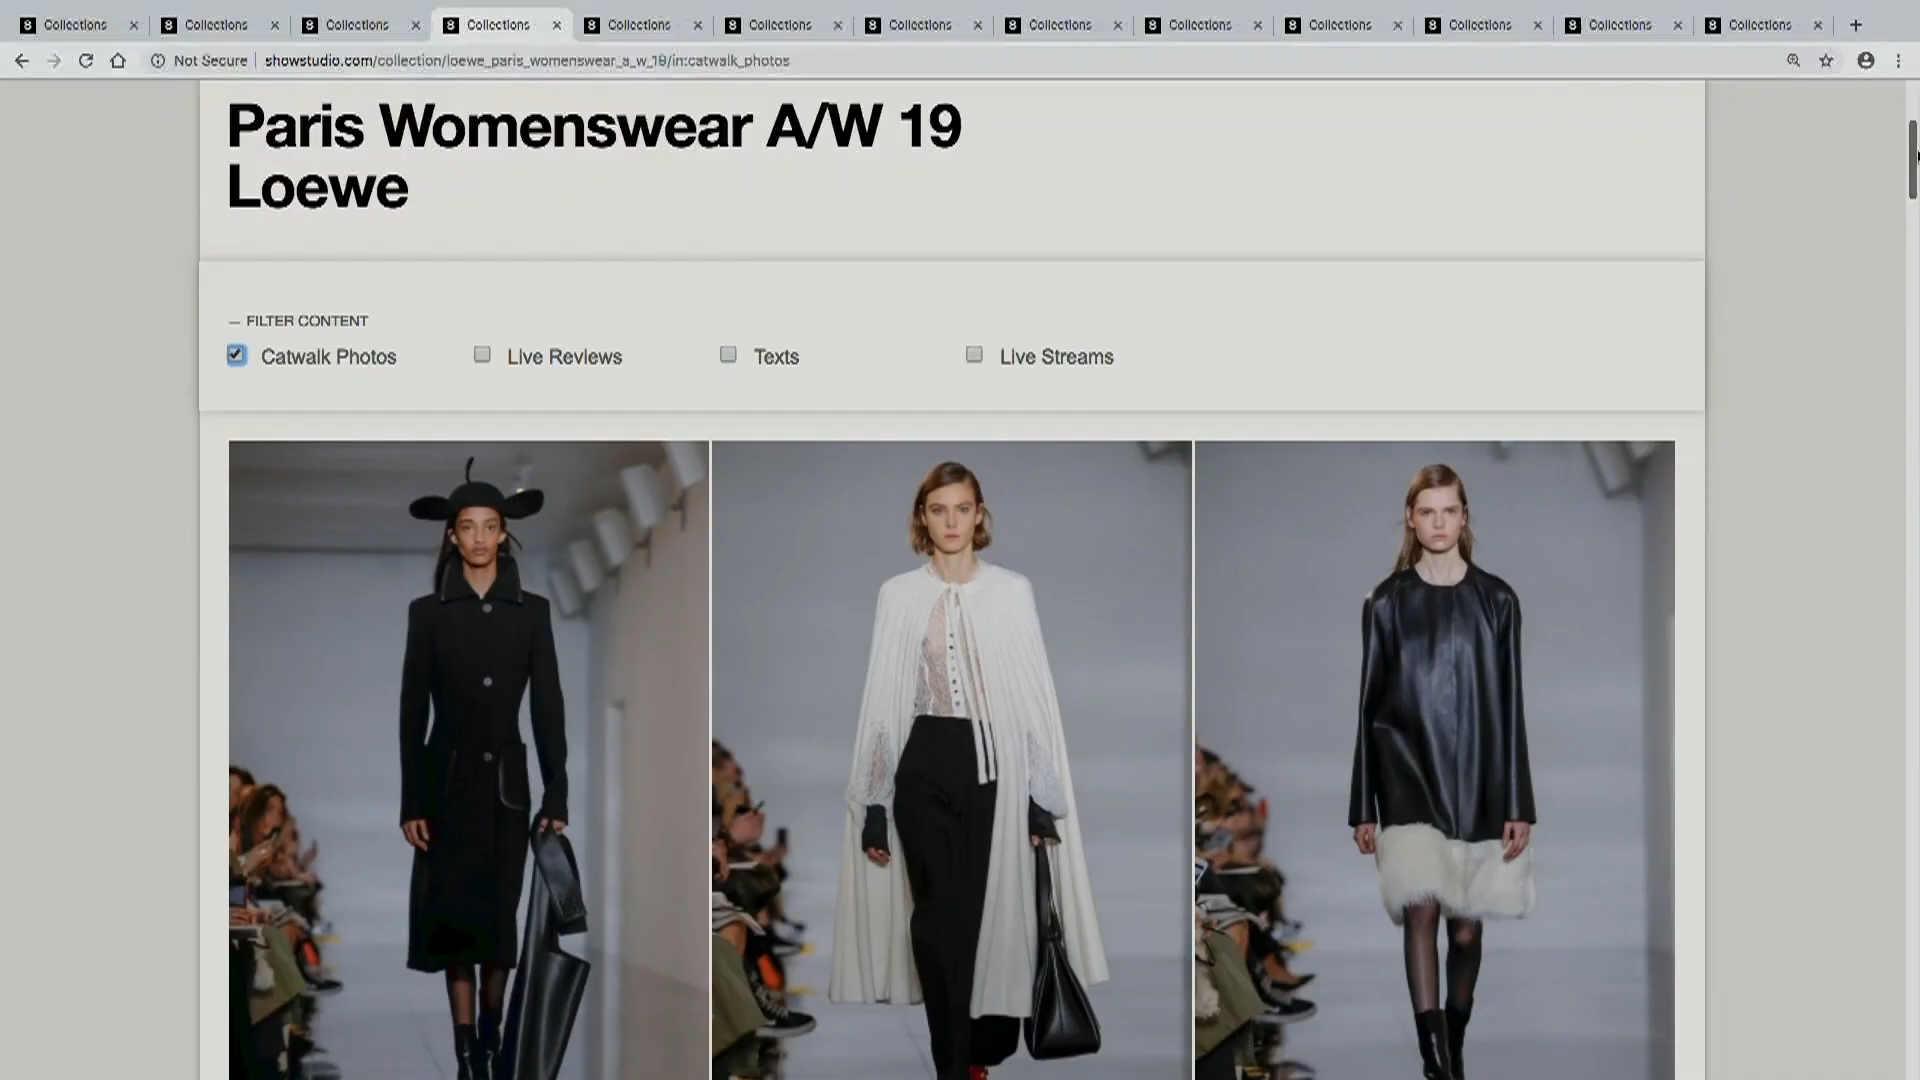 Collections Collections Collections Collections Collections Collections Collections Collections Collections Collections Collections Collections Collections
Not Secure showstudio.com/collection/loewe_paris_womenswear_a_w_19/in:catwalk_photos
Paris Womenswear A/W 19
Loewe
– FILTER CONTENT
Catwalk Photos Live Reviews Texts Live Streams